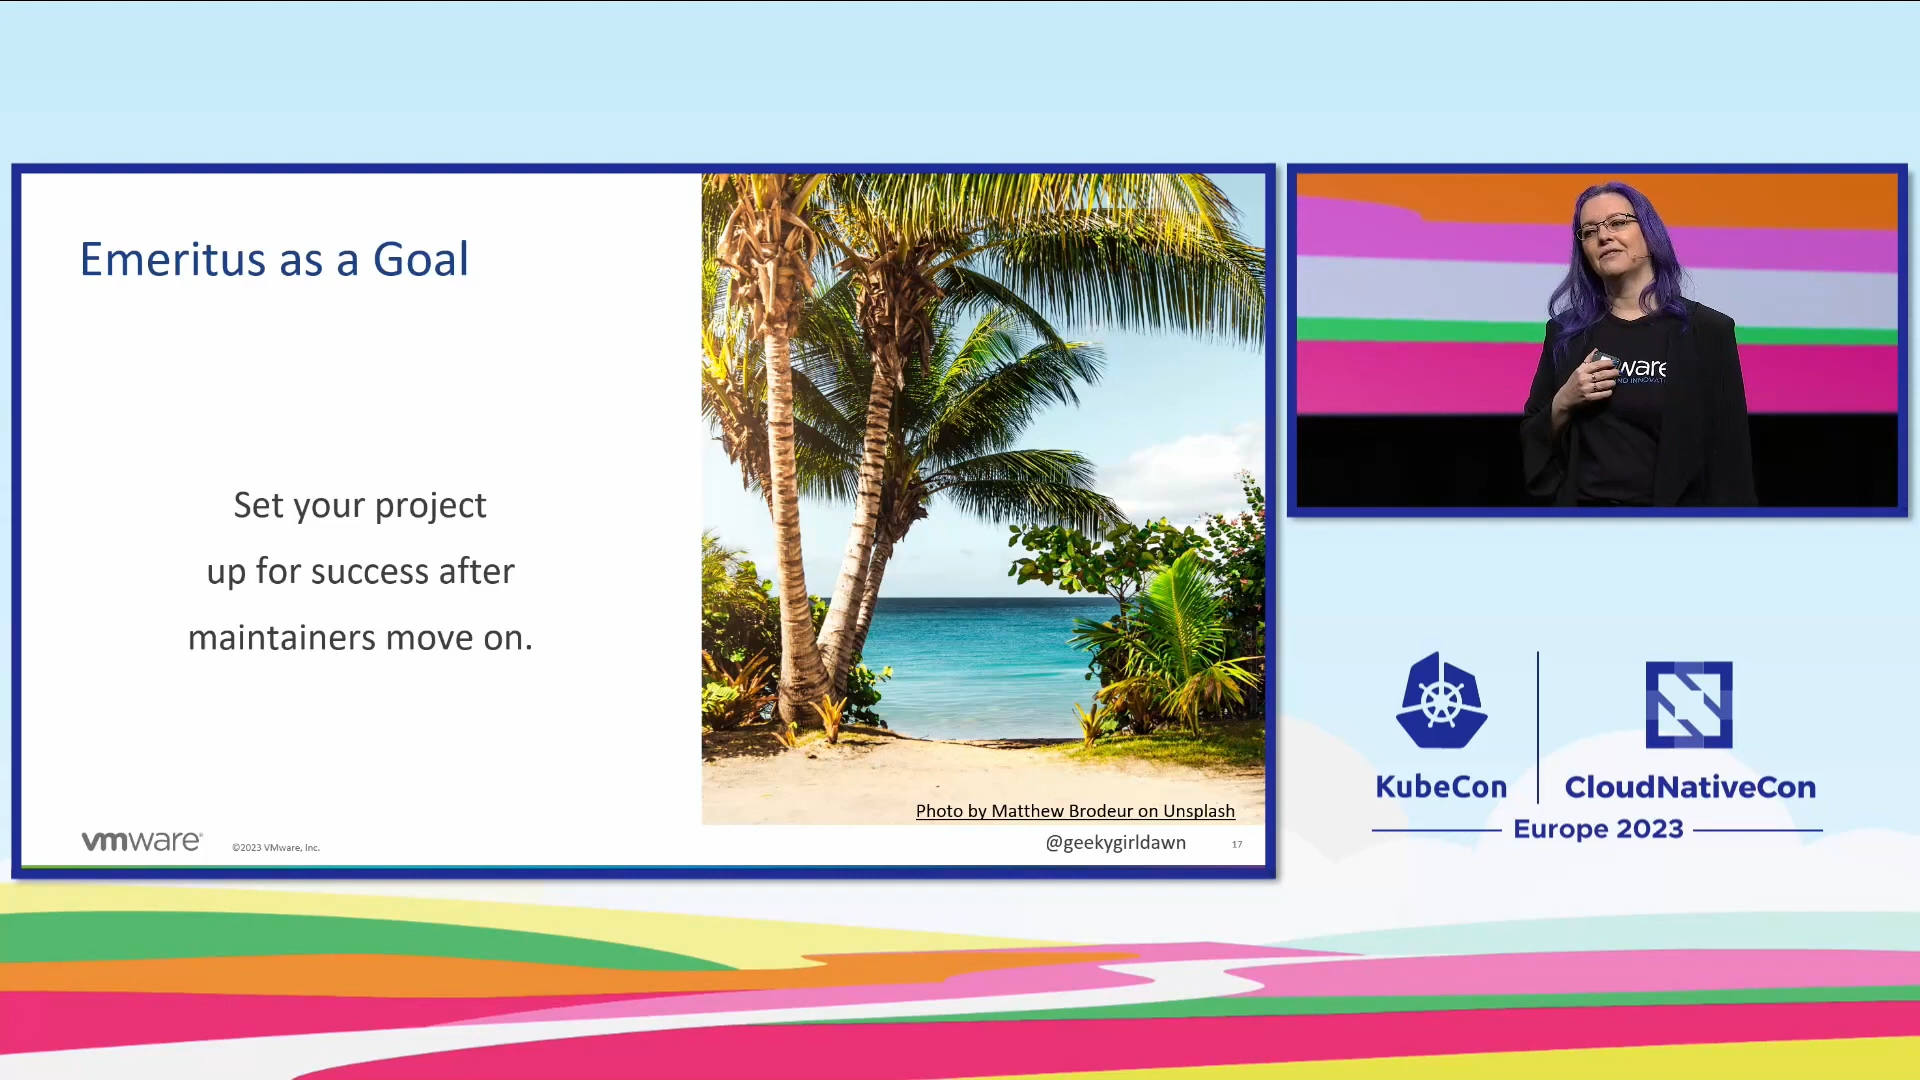 Emeritus as a Goal
Set your project
up for success after
maintainers move on.
Photo by Matthew Brodeur on Unsplash
vmware
©2023 VMware, Inc.
@geekygirldawn
17
ware
KubeCon
CloudNativeCon
Europe 2023